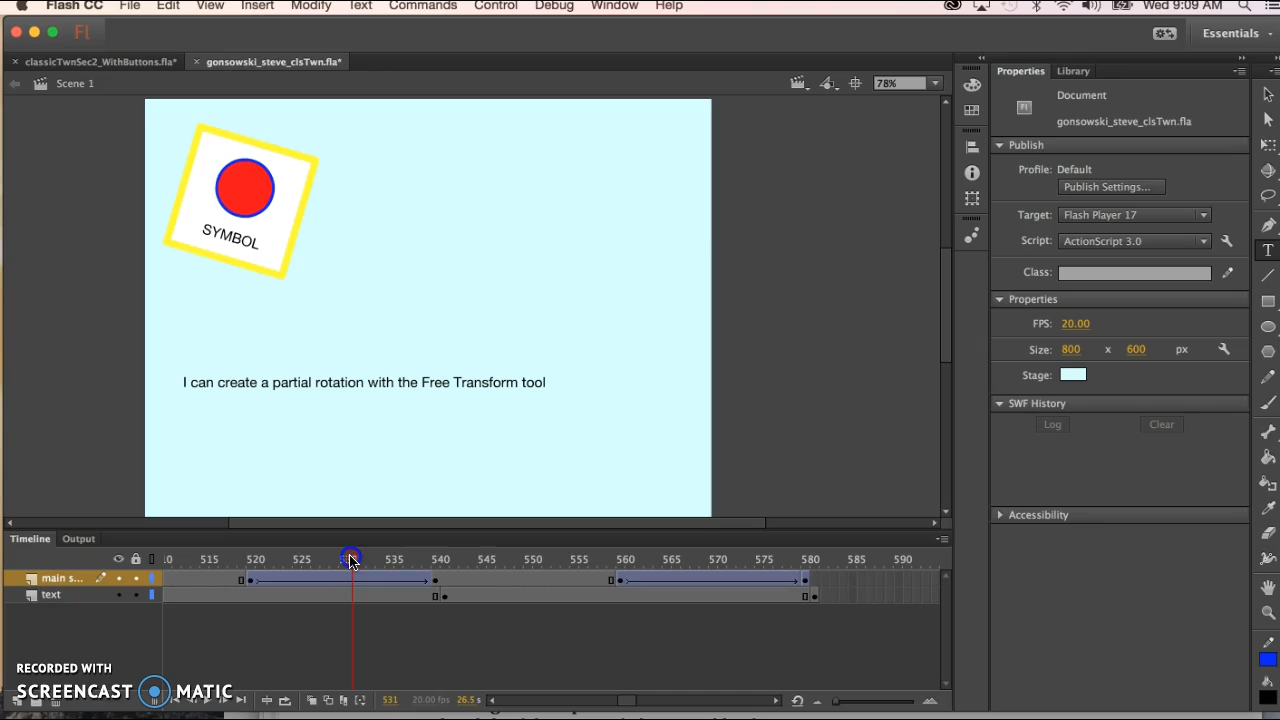 Flash CC File Edit View Insert Modify Text Commands Control Debug Window Help Wed 9:09 AM
Fl Essentials
classicTwnSec2_WithButtons.fla* gonsowski_steve_clsTwn.fla*
Scene 1 78%
SYMBOL
I can create a partial rotation with the Free Transform tool
Properties Library
Document
Fl gonsowski_steve_clsTwn.fla
Publish
Profile: Default
Publish Settings...
Target: Flash Player 17
Script: ActionScript 3.0
Class:
Properties
FPS: 20.00
Size: 800 x 600 px
Stage:
SWF History
Log Clear
Accessibility
Timeline Output
515 520 525 535 540 545 550 555 560 565 570 575 580 585 590
main s...
text
531 20.00 fps 26.5 s
RECORDED WITH
SCREENCAST MATIC